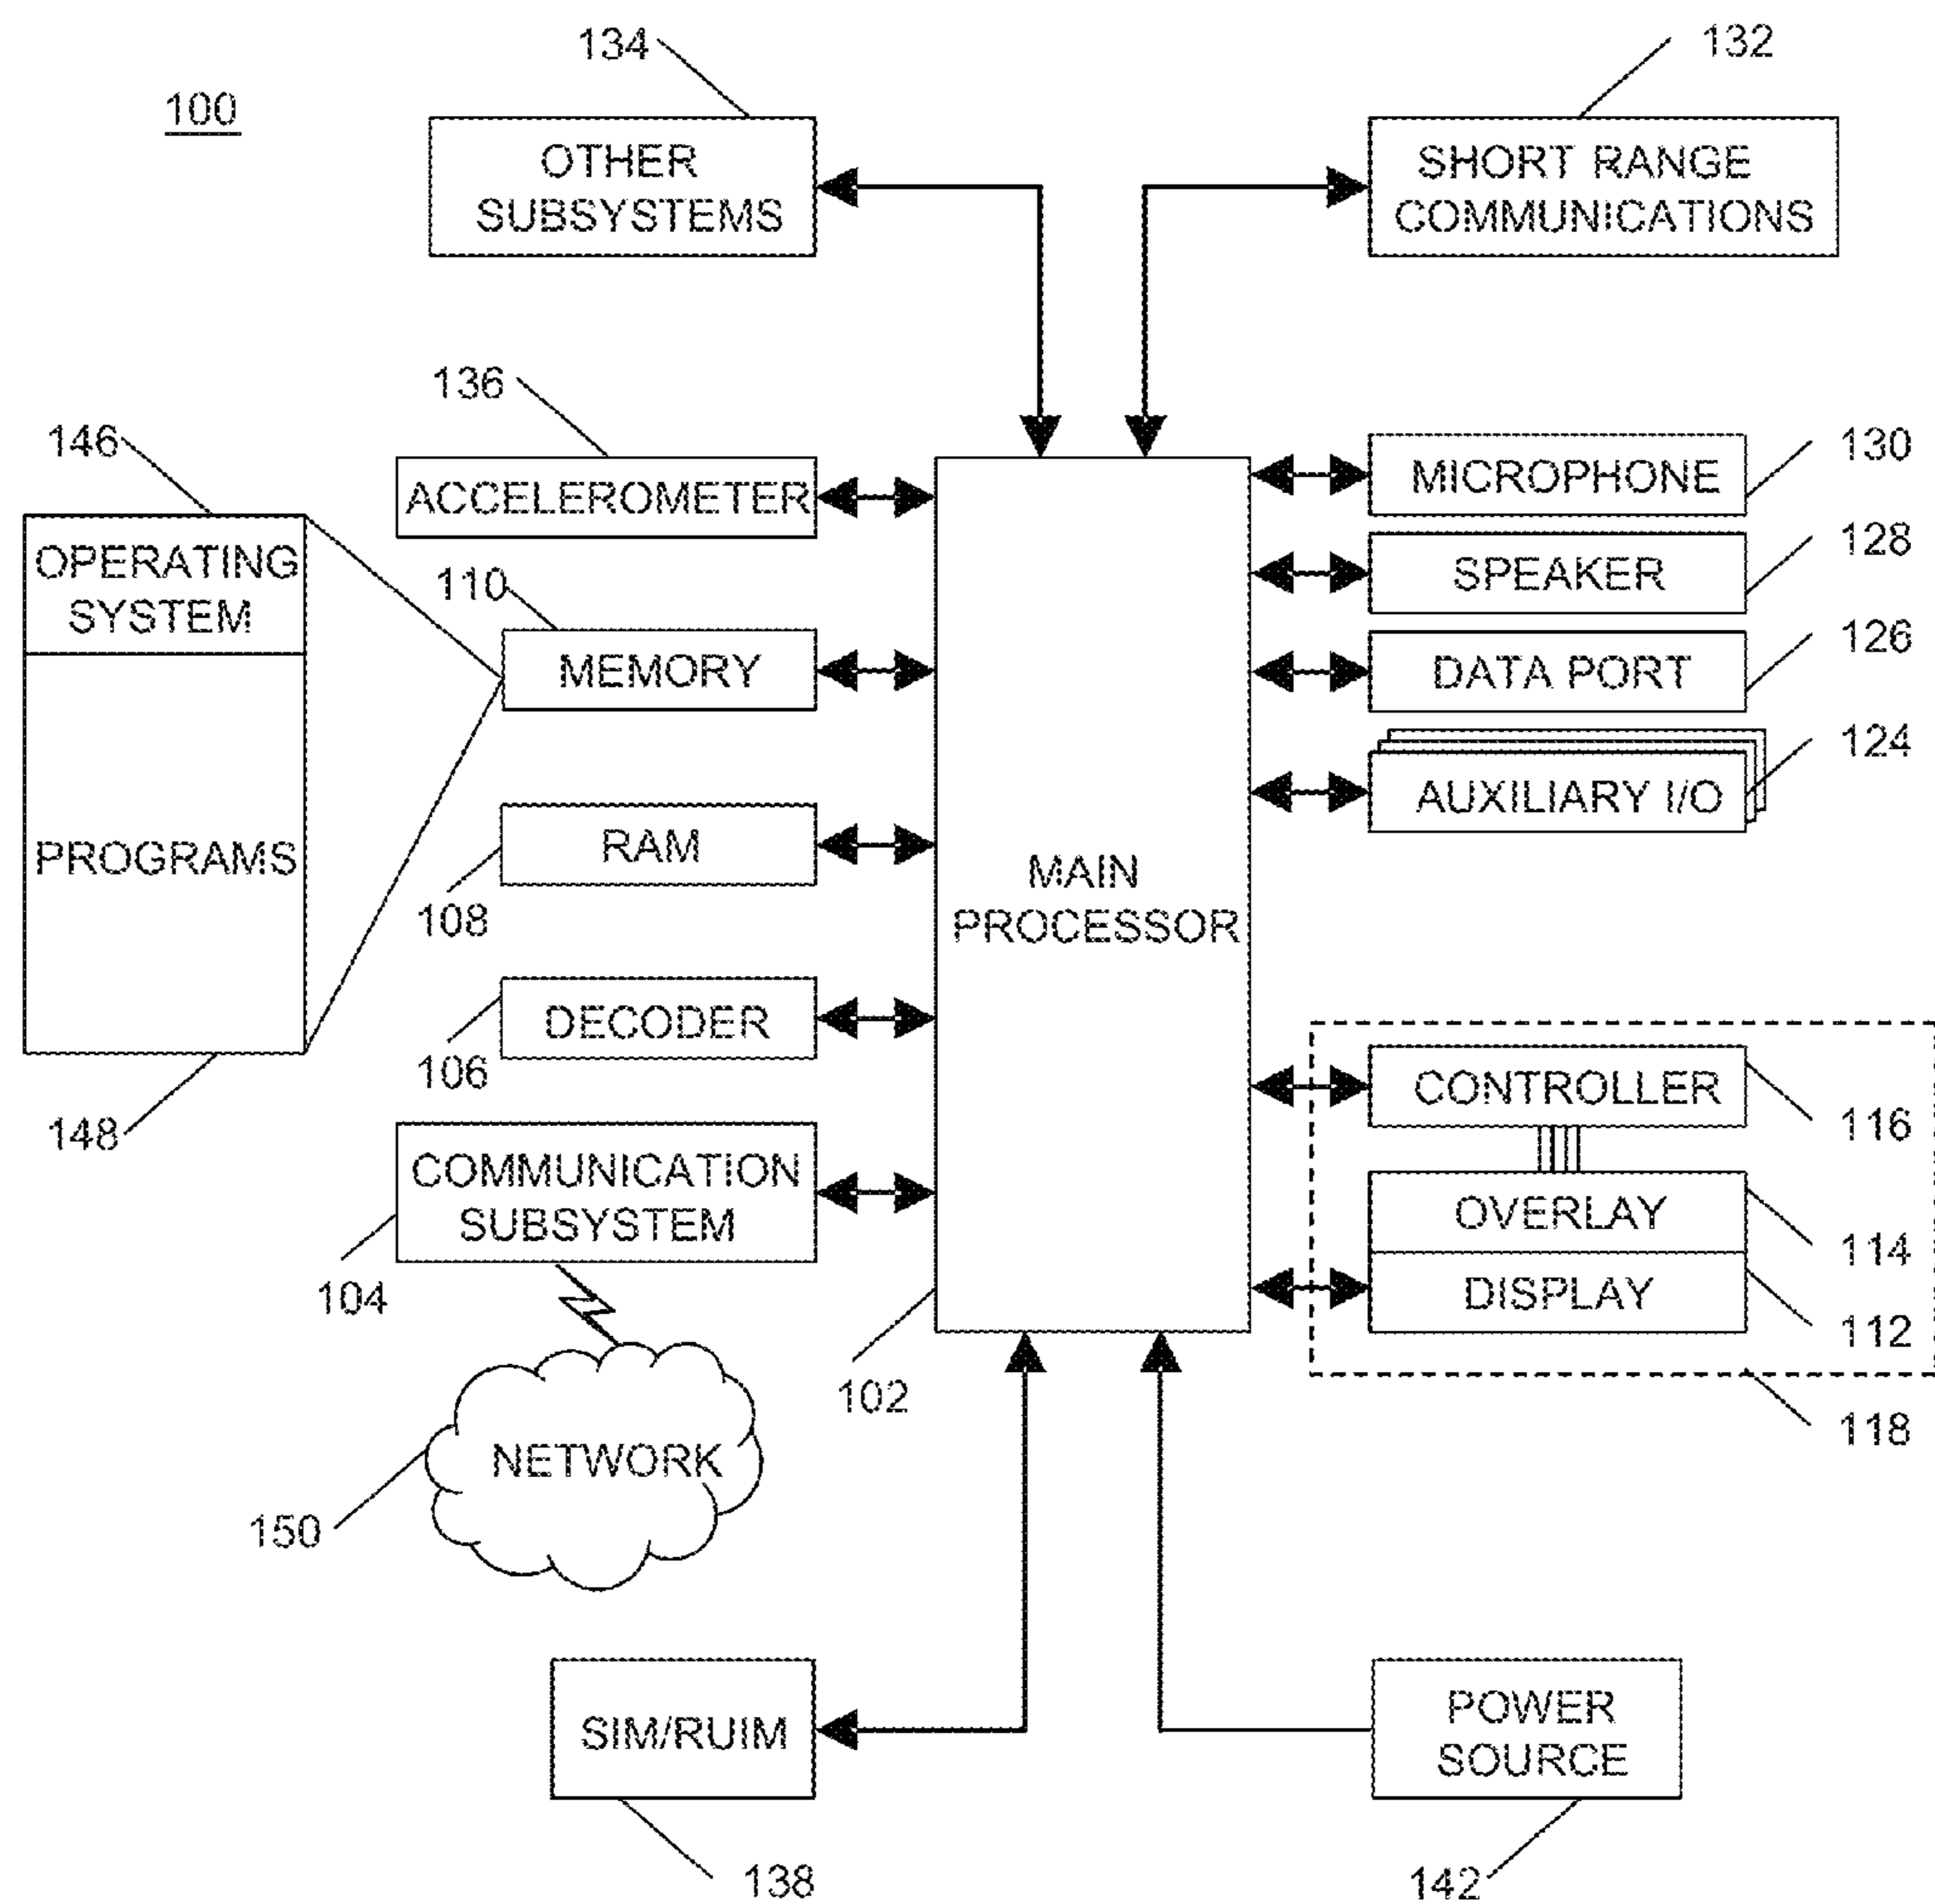 134
132
100
OTHER
SUBSYSTEMS
SHORT RANGE
COMMUNICATIONS
136
146
ACCELEROMETER
MICROPHONE
130
OPERATING
SYSTEM
110
SPEAKER
128
MEMORY
DATA PORT
126
AUXILIARY I/O
124
PROGRAMS
RAM
108
MAIN
PROCESSOR
DECODER
106
CONTROLLER
116
148
COMMUNICATION
SUBSYSTEM
OVERLAY
114
104
DISPLAY
112
102
118
NETWORK
150
SIM/RUIM
POWER
SOURCE
138
142